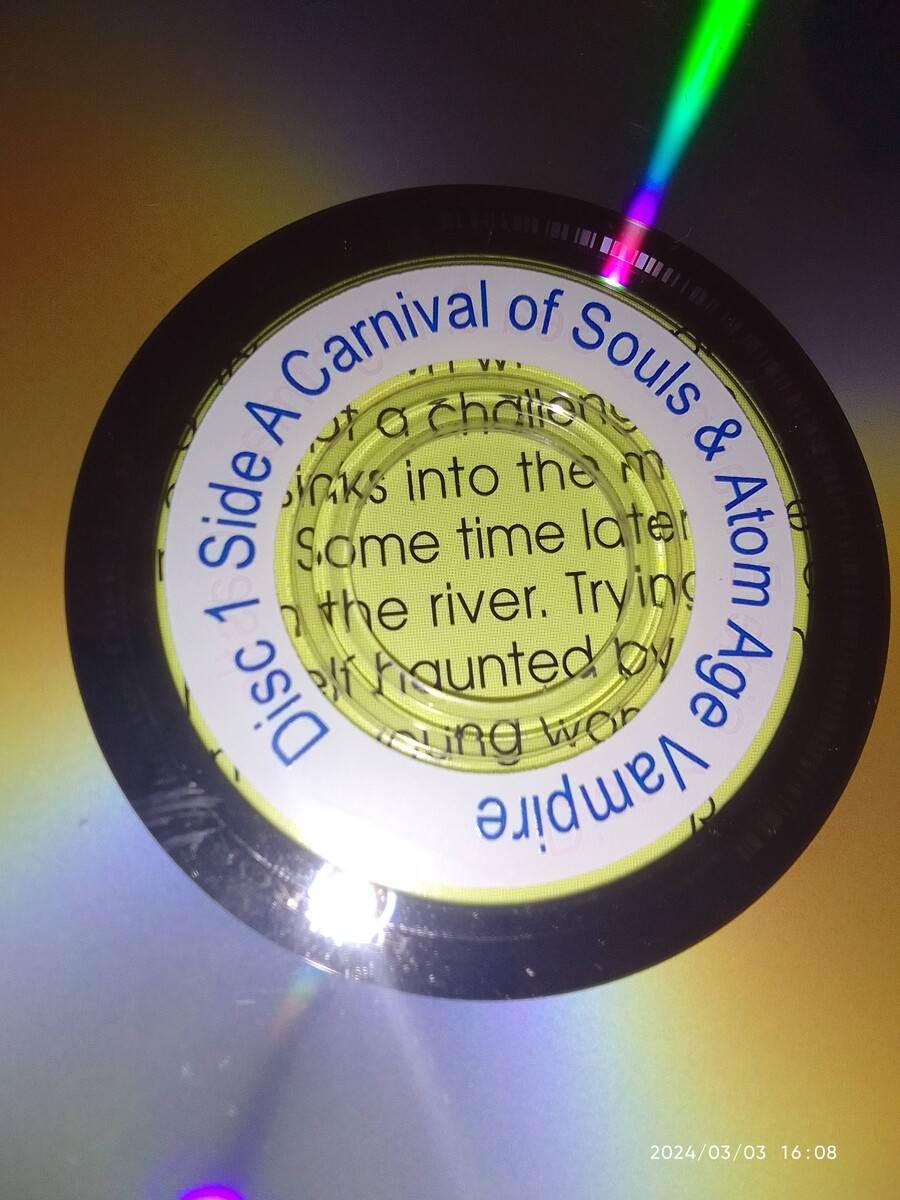 Disc 1 Side A Carnival of Souls & Atom Age Vampire
a
into the
Some time later
the river. Trying
haunted by
2024/03/03 16:08